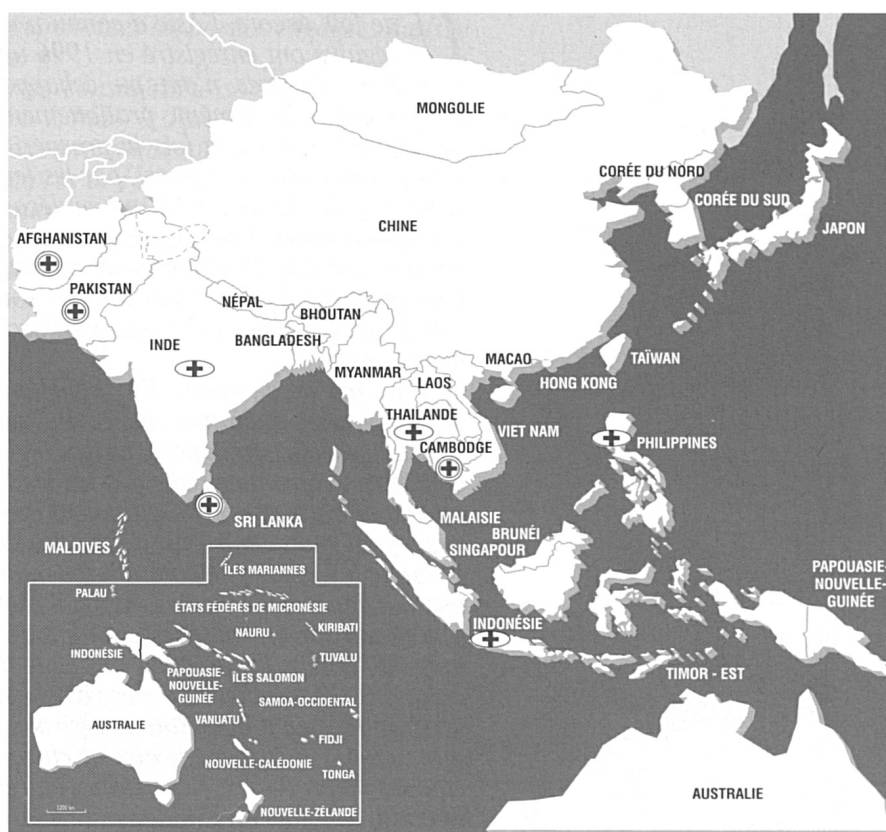 MONGOLIE
CORÉE DU NORD
CORÉE DU SUD
JAPON
CHINE
AFGHANISTAN
PAKISTAN
NÉPAL
BHOUTAN
INDE
BANGLADESH
MYANMAR
MACAO
TAÏWAN
LAOS
HONG KONG
THAILANDE
VIET NAM
CAMBODGE
PHILIPPINES
SRI LANKA
MALAISIE
BRUNÉI
SINGAPOUR
MALDIVES
PAPOUASIE-
NOUVELLE-
GUINÉE
INDONÉSIE
TIMOR - EST
AUSTRALIE
ÎLES MARIANNES
PALAU
ÉTATS FÉDÉRÉS DE MICRONÉSIE
NAURU
KIRIBATI
INDONÉSIE
TUVALU
PAPOUASIE-
NOUVELLE-
GUINÉE
ÎLES SALOMON
SAMOA-OCCIDENTAL
VANUATU
AUSTRALIE
FIDJI
NOUVELLE-CALÉDONIE
TONGA
NOUVELLE-ZÉLANDE
1200 km